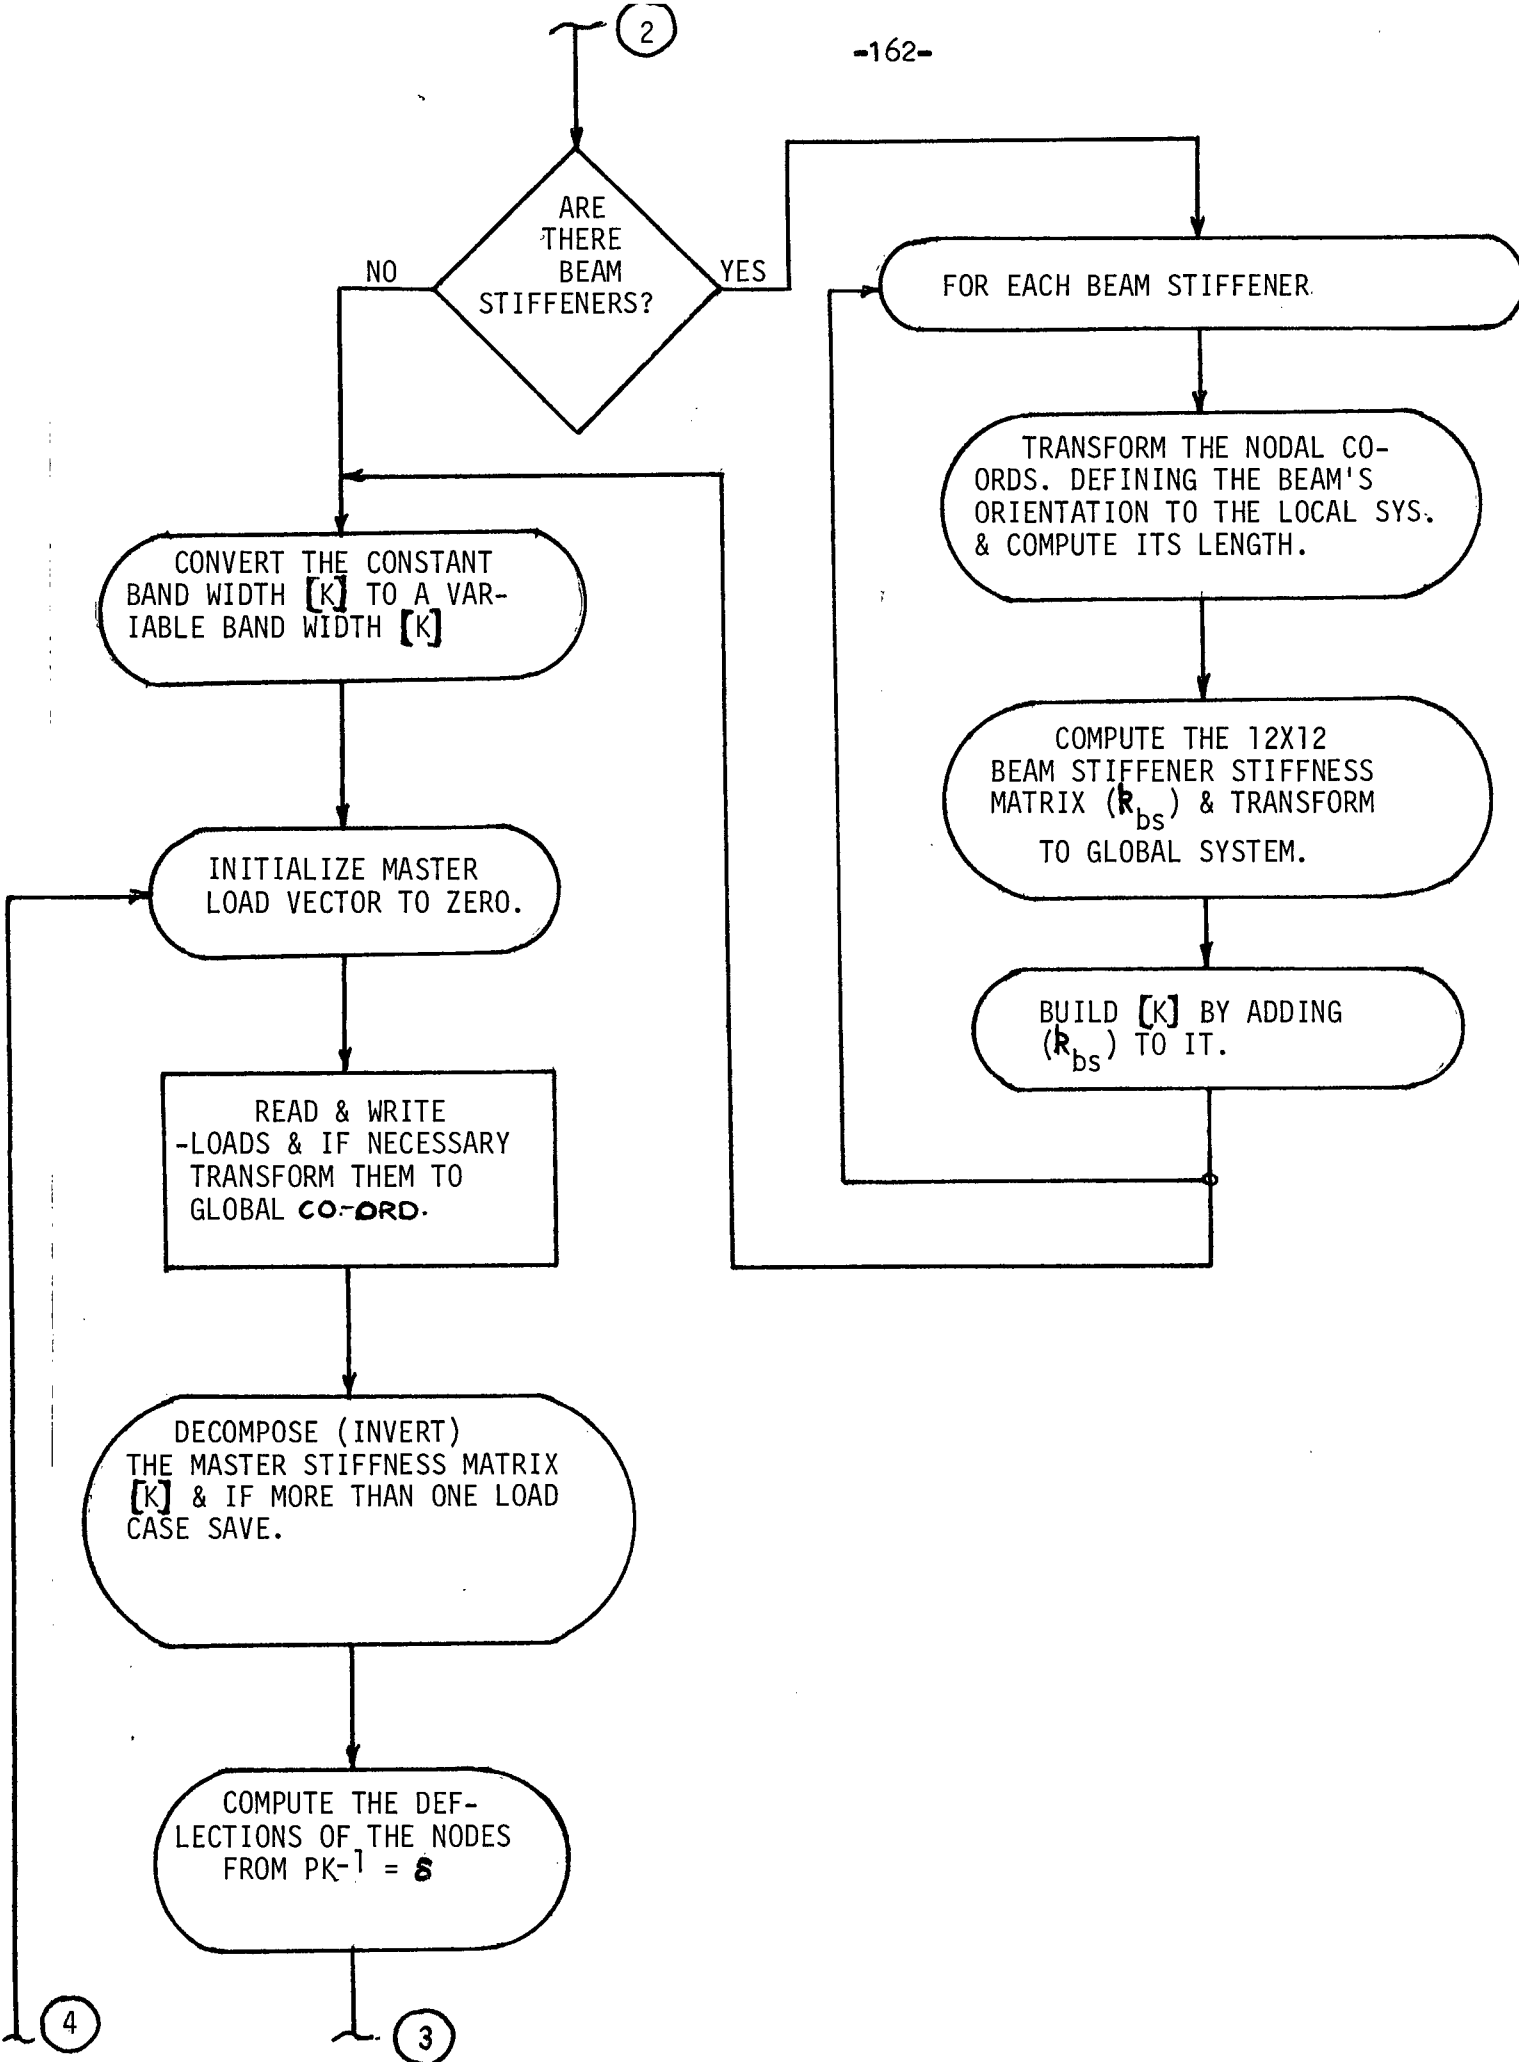 2
-162-
ARE
THERE
BEAM
STIFFENERS?
NO
YES
FOR EACH BEAM STIFFENER
TRANSFORM THE NODAL CO-
ORDS. DEFINING THE BEAM'S
ORIENTATION TO THE LOCAL SYS.
& COMPUTE ITS LENGTH.
COMPUTE THE 12X12
BEAM STIFFENER STIFFNESS
MATRIX (k_bs) & TRANSFORM
TO GLOBAL SYSTEM.
BUILD [K] BY ADDING
(k_bs) TO IT.
CONVERT THE CONSTANT
BAND WIDTH [K] TO A VAR-
IABLE BAND WIDTH [K]
INITIALIZE MASTER
LOAD VECTOR TO ZERO.
READ & WRITE
-LOADS & IF NECESSARY
TRANSFORM THEM TO
GLOBAL CO-ORD.
DECOMPOSE (INVERT)
THE MASTER STIFFNESS MATRIX
[K] & IF MORE THAN ONE LOAD
CASE SAVE.
COMPUTE THE DEF-
LECTIONS OF THE NODES
FROM PK-1 = δ
4
3